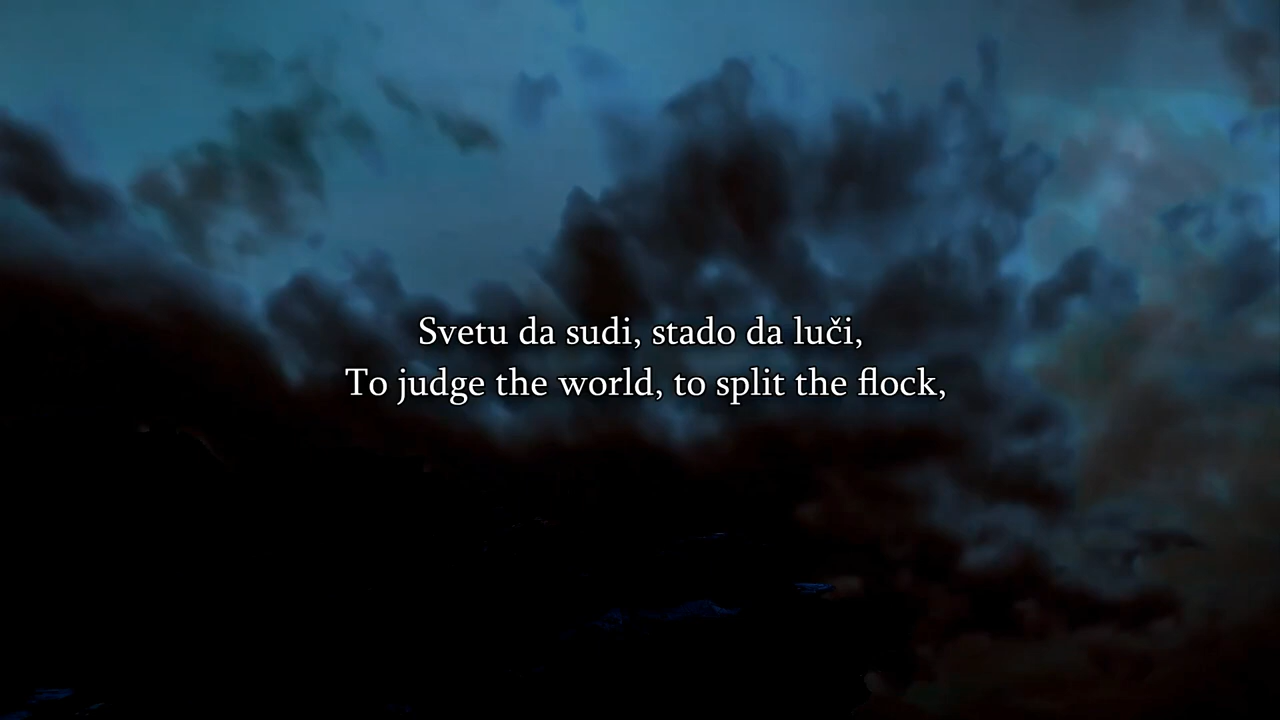 Svetu da sudi, stado da luči,
To judge the world, to split the flock,